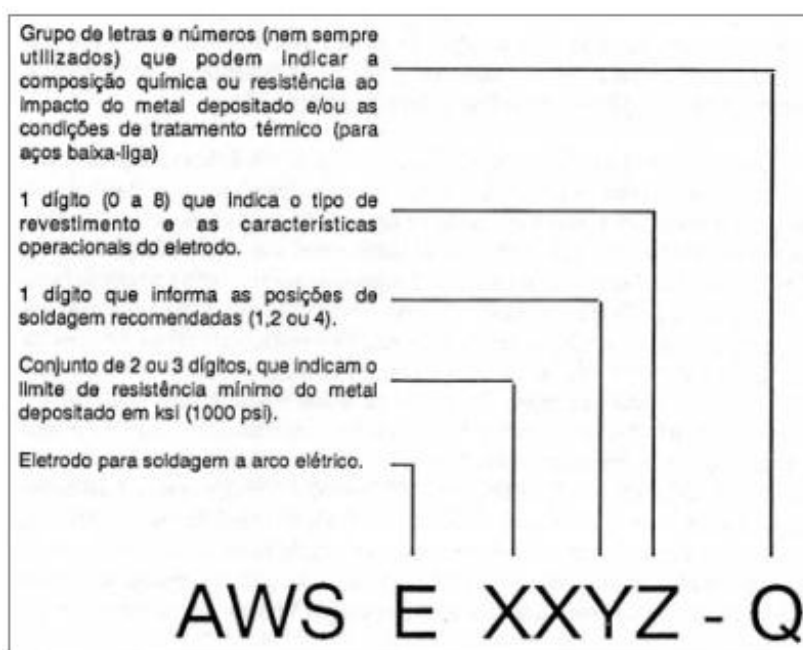 Grupo de letras e números (nem sempre
utilizados) que podem indicar a
composição química ou resistência ao
impacto do metal depositado e/ou as
condições de tratamento térmico (para
aços baixa-liga)
1 dígito (0 a 8) que indica o tipo de
revestimento e as características
operacionais do eletrodo.
1 dígito que informa as posições de
soldagem recomendadas (1,2 ou 4).
Conjunto de 2 ou 3 dígitos, que indicam o
limite de resistência mínimo do metal
depositado em ksi (1000 psi).
Eletrodo para soldagem a arco elétrico.
AWS E XXYZ - Q